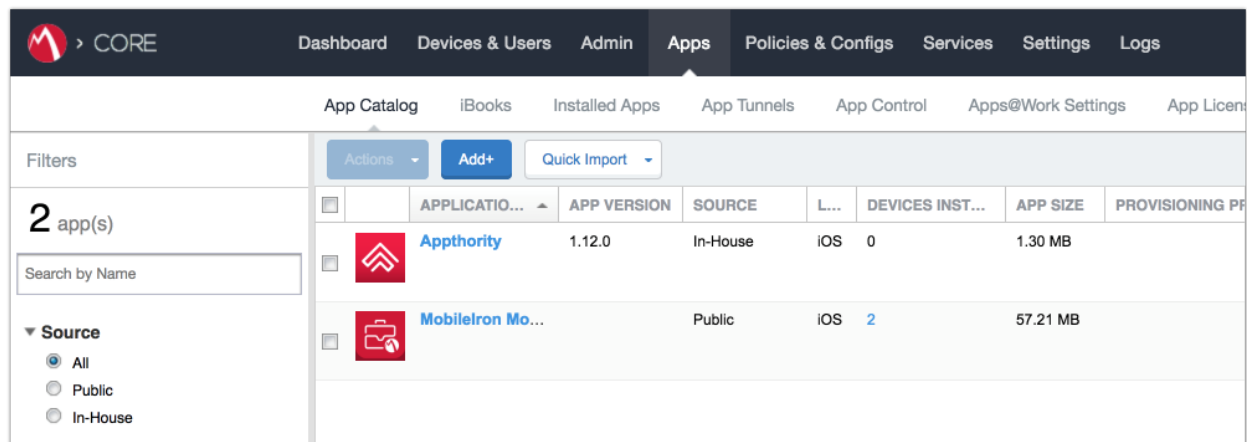 › CORE Dashboard Devices & Users Admin Apps Policies & Configs Services Settings Logs
App Catalog iBooks Installed Apps App Tunnels App Control Apps@Work Settings App Licens
Filters Actions Add+ Quick Import
APPLICATIO... APP VERSION SOURCE L... DEVICES INST... APP SIZE PROVISIONING PR
2 app(s)
Appthority 1.12.0 In-House iOS 0 1.30 MB
Search by Name
MobileIron Mo... Public iOS 2 57.21 MB
Source
All
Public
In-House